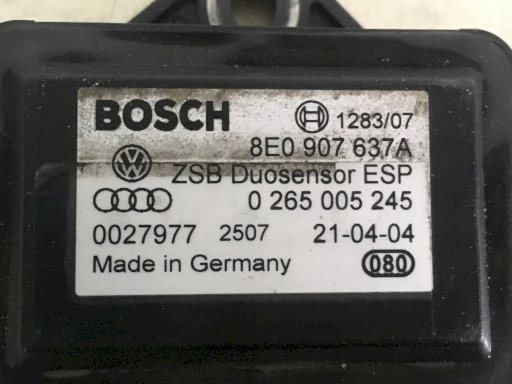 BOSCH 1283/07
8E0 907 637A
ZSB Duosensor ESP
0 265 005 245
0027977 2507 21-04-04
Made in Germany 080